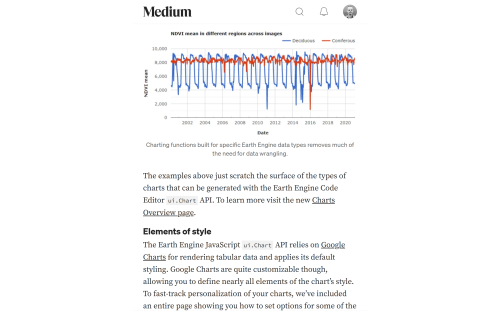 Medium
NDVI mean in different regions across images
Deciduous Coniferous
NDVI mean
10,000
8,000
6,000
4,000
2,000
0
2002 2004 2006 2008 2010 2012 2014 2016 2018 2020
Date
Charting functions built for specific Earth Engine data types removes much of
the need for data wrangling.
The examples above just scratch the surface of the types of
charts that can be generated with the Earth Engine Code
Editor ui.Chart API. To learn more visit the new Charts
Overview page.
Elements of style
The Earth Engine JavaScript ui.Chart API relies on Google
Charts for rendering tabular data and applies its default
styling. Google Charts are quite customizable though,
allowing you to define nearly all elements of the chart's style.
To fast-track personalization of your charts, we've included
an entire page showing you how to set options for some of the